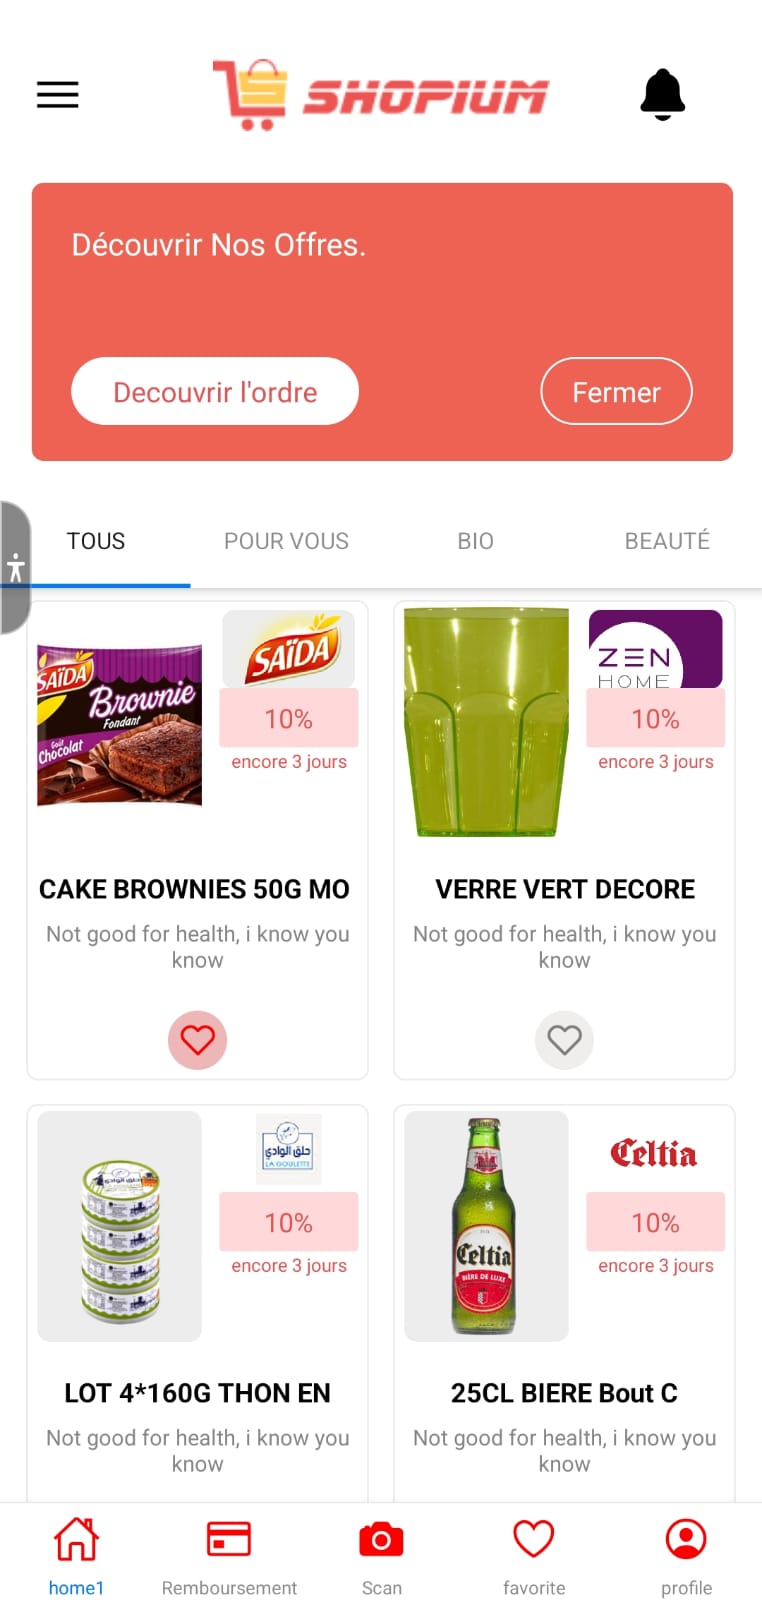 SHOPIUM
Découvrir Nos Offres.
Decouvrir l'ordre
Fermer
TOUS
POUR VOUS
BIO
BEAUTÉ
SAÏDA
Brownie
Fondant
Goût
Chocolat
SAÏDA
10%
encore 3 jours
CAKE BROWNIES 50G MO
Not good for health, i know you
know
ZEN
HOME
10%
encore 3 jours
VERRE VERT DECORE
Not good for health, i know you
know
حلق الوادي
LA GOULETTE
10%
encore 3 jours
LOT 4*160G THON EN
Not good for health, i know you
know
Celtia
BIÈRE DE LUXE
Celtia
10%
encore 3 jours
25CL BIERE Bout C
Not good for health, i know you
know
home1
Remboursement
Scan
favorite
profile